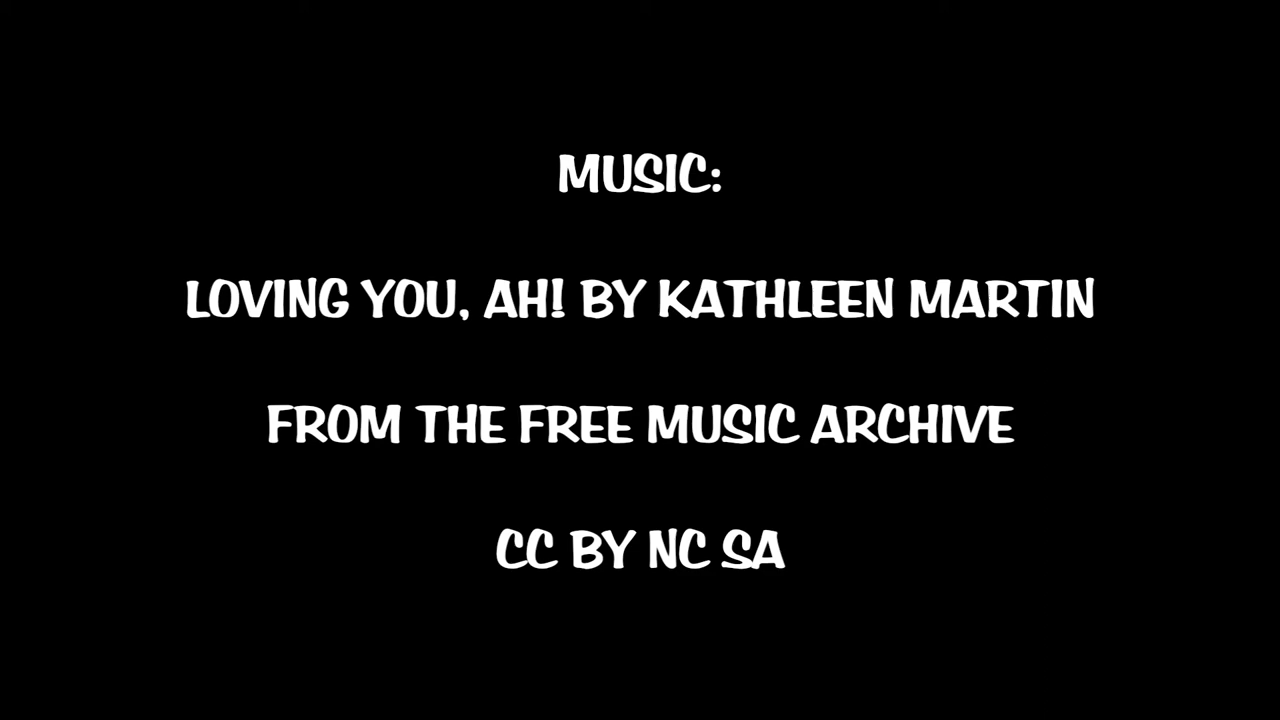 MUSIC:
LOVING YOU, AH! BY KATHLEEN MARTIN
FROM THE FREE MUSIC ARCHIVE
CC BY NC SA